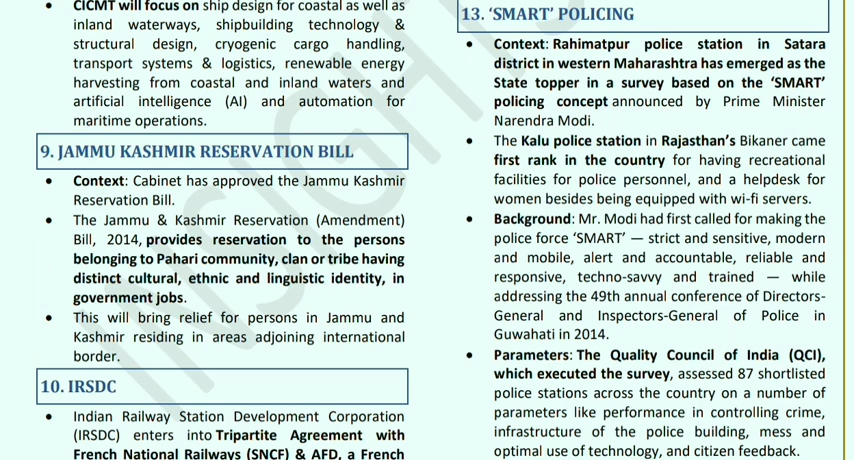 • CICMT will focus on ship design for coastal as well as
inland waterways, shipbuilding technology &
structural design, cryogenic cargo handling,
transport systems & logistics, renewable energy
harvesting from coastal and inland waters and
artificial intelligence (AI) and automation for
maritime operations.
9. JAMMU KASHMIR RESERVATION BILL
• Context: Cabinet has approved the Jammu Kashmir
Reservation Bill.
• The Jammu & Kashmir Reservation (Amendment)
Bill, 2014, provides reservation to the persons
belonging to Pahari community, clan or tribe having
distinct cultural, ethnic and linguistic identity, in
government jobs.
• This will bring relief for persons in Jammu and
Kashmir residing in areas adjoining international
border.
10. IRSDC
• Indian Railway Station Development Corporation
(IRSDC) enters into Tripartite Agreement with
French National Railways (SNCF) & AFD, a French
13. ‘SMART’ POLICING
• Context: Rahimatpur police station in Satara
district in western Maharashtra has emerged as the
State topper in a survey based on the ‘SMART’
policing concept announced by Prime Minister
Narendra Modi.
• The Kalu police station in Rajasthan’s Bikaner came
first rank in the country for having recreational
facilities for police personnel, and a helpdesk for
women besides being equipped with wi-fi servers.
• Background: Mr. Modi had first called for making the
police force ‘SMART’ — strict and sensitive, modern
and mobile, alert and accountable, reliable and
responsive, techno-savvy and trained — while
addressing the 49th annual conference of Directors-
General and Inspectors-General of Police in
Guwahati in 2014.
• Parameters: The Quality Council of India (QCI),
which executed the survey, assessed 87 shortlisted
police stations across the country on a number of
parameters like performance in controlling crime,
infrastructure of the police building, mess and
optimal use of technology, and citizen feedback.
INSIGHTS